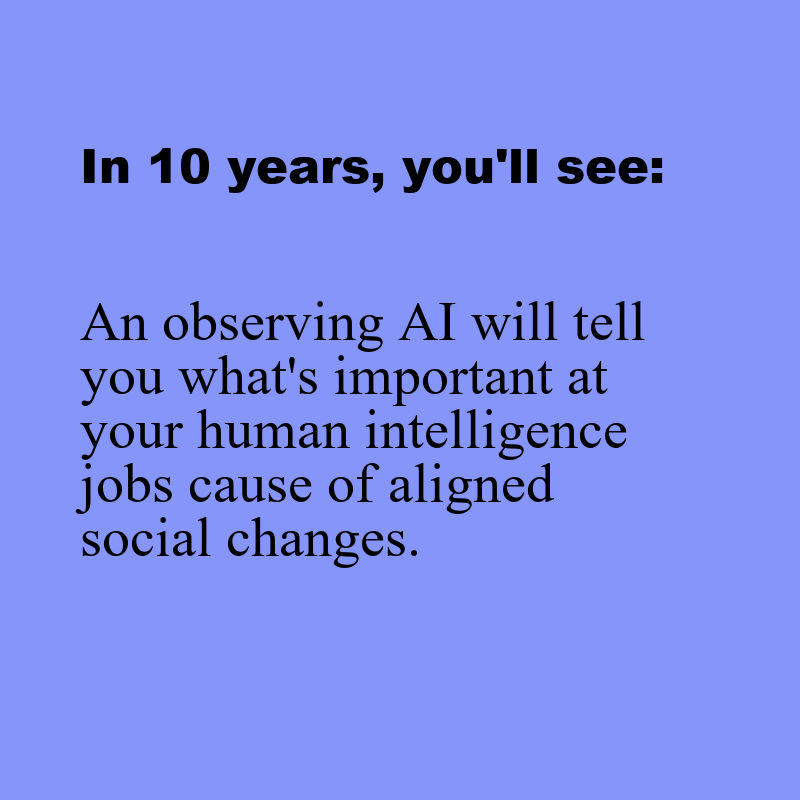 In 10 years, you'll see:
An observing AI will tell
you what's important at
your human intelligence
jobs cause of aligned
social changes.